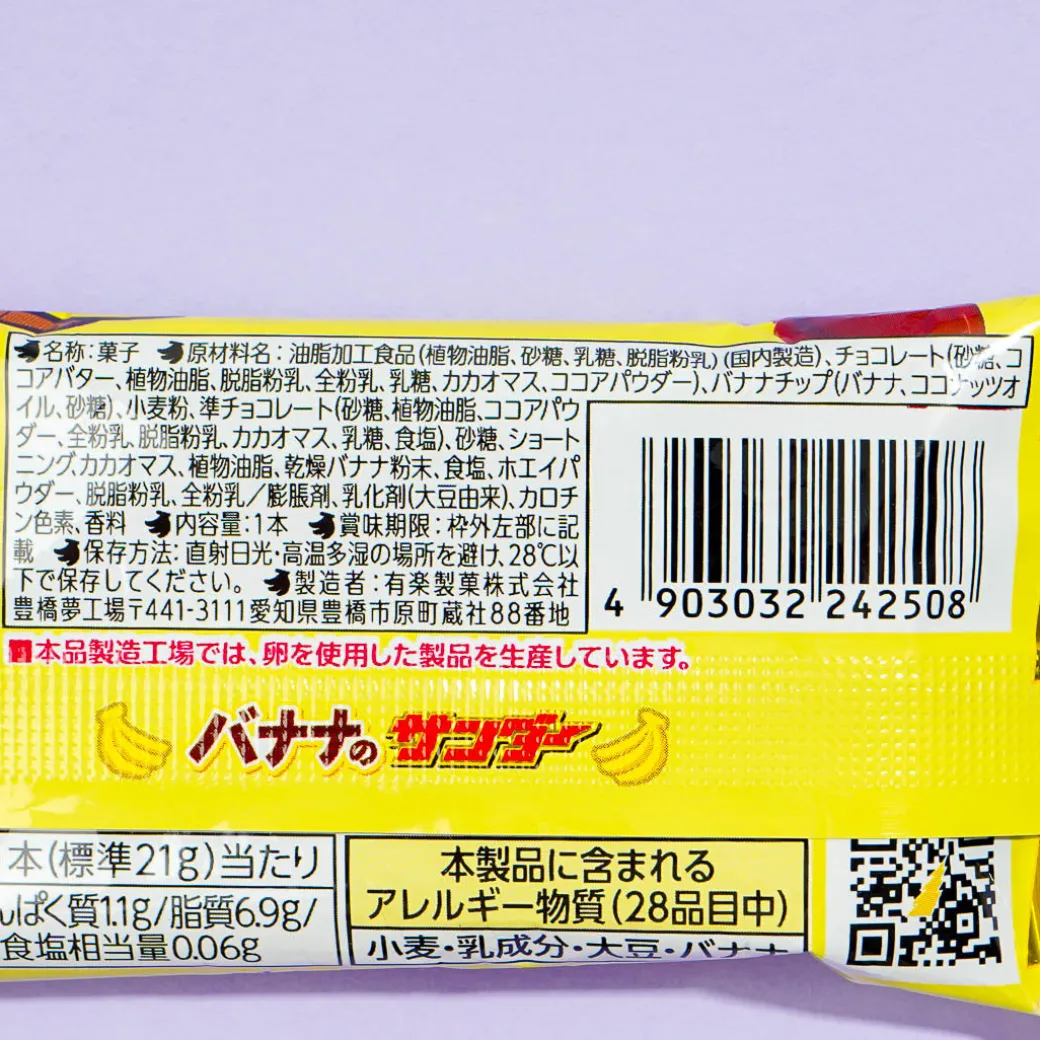 名称：菓子 原材料名：油脂加工食品(植物油脂、砂糖、乳糖、脱脂粉乳)(国内製造)、チョコレート(砂糖、コ
コアバター、植物油脂、脱脂粉乳、全粉乳、乳糖、カカオマス、ココアパウダー)、バナナチップ(バナナ、ココナッツオ
イル、砂糖)、小麦粉、準チョコレート(砂糖、植物油脂、ココアパウ
ダー、全粉乳、脱脂粉乳、カカオマス、乳糖、食塩)、砂糖、ショート
ニング、カカオマス、植物油脂、乾燥バナナ粉末、食塩、ホエイパ
ウダー、脱脂粉乳、全粉乳／膨脹剤、乳化剤(大豆由来)、カロチ
ン色素、香料 内容量：1本 賞味期限：枠外左部に記
載 保存方法：直射日光・高温多湿の場所を避け、28℃以
下で保存してください。 製造者：有楽製菓株式会社
豊橋夢工場〒441-3111愛知県豊橋市原町蔵社88番地
4 903032 242508
■本品製造工場では、卵を使用した製品を生産しています。
バナナのサンダー
本(標準21g)当たり
んぱく質1.1g/脂質6.9g/
食塩相当量0.06g
本製品に含まれる
アレルギー物質(28品目中)
小麦・乳成分・大豆・バナナ